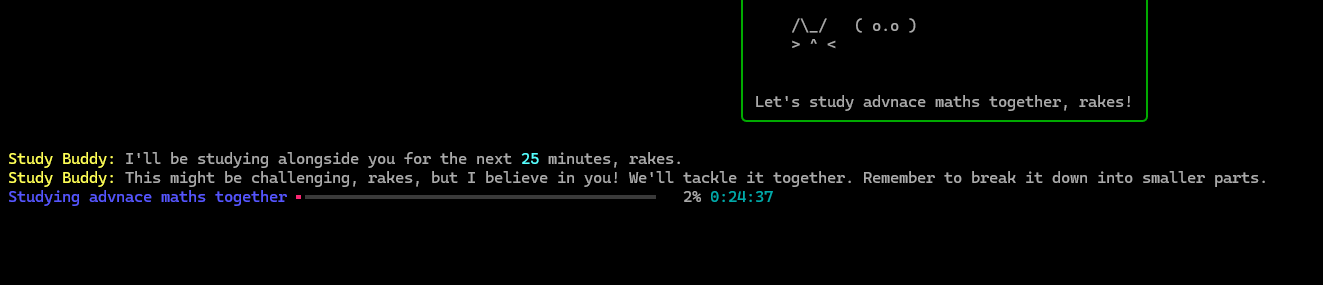 /\_/   ( o.o )
> ^ <
Let's study advnace maths together, rakes!
Study Buddy: I'll be studying alongside you for the next 25 minutes, rakes.
Study Buddy: This might be challenging, rakes, but I believe in you! We'll tackle it together. Remember to break it down into smaller parts.
Studying advnace maths together 2% 0:24:37